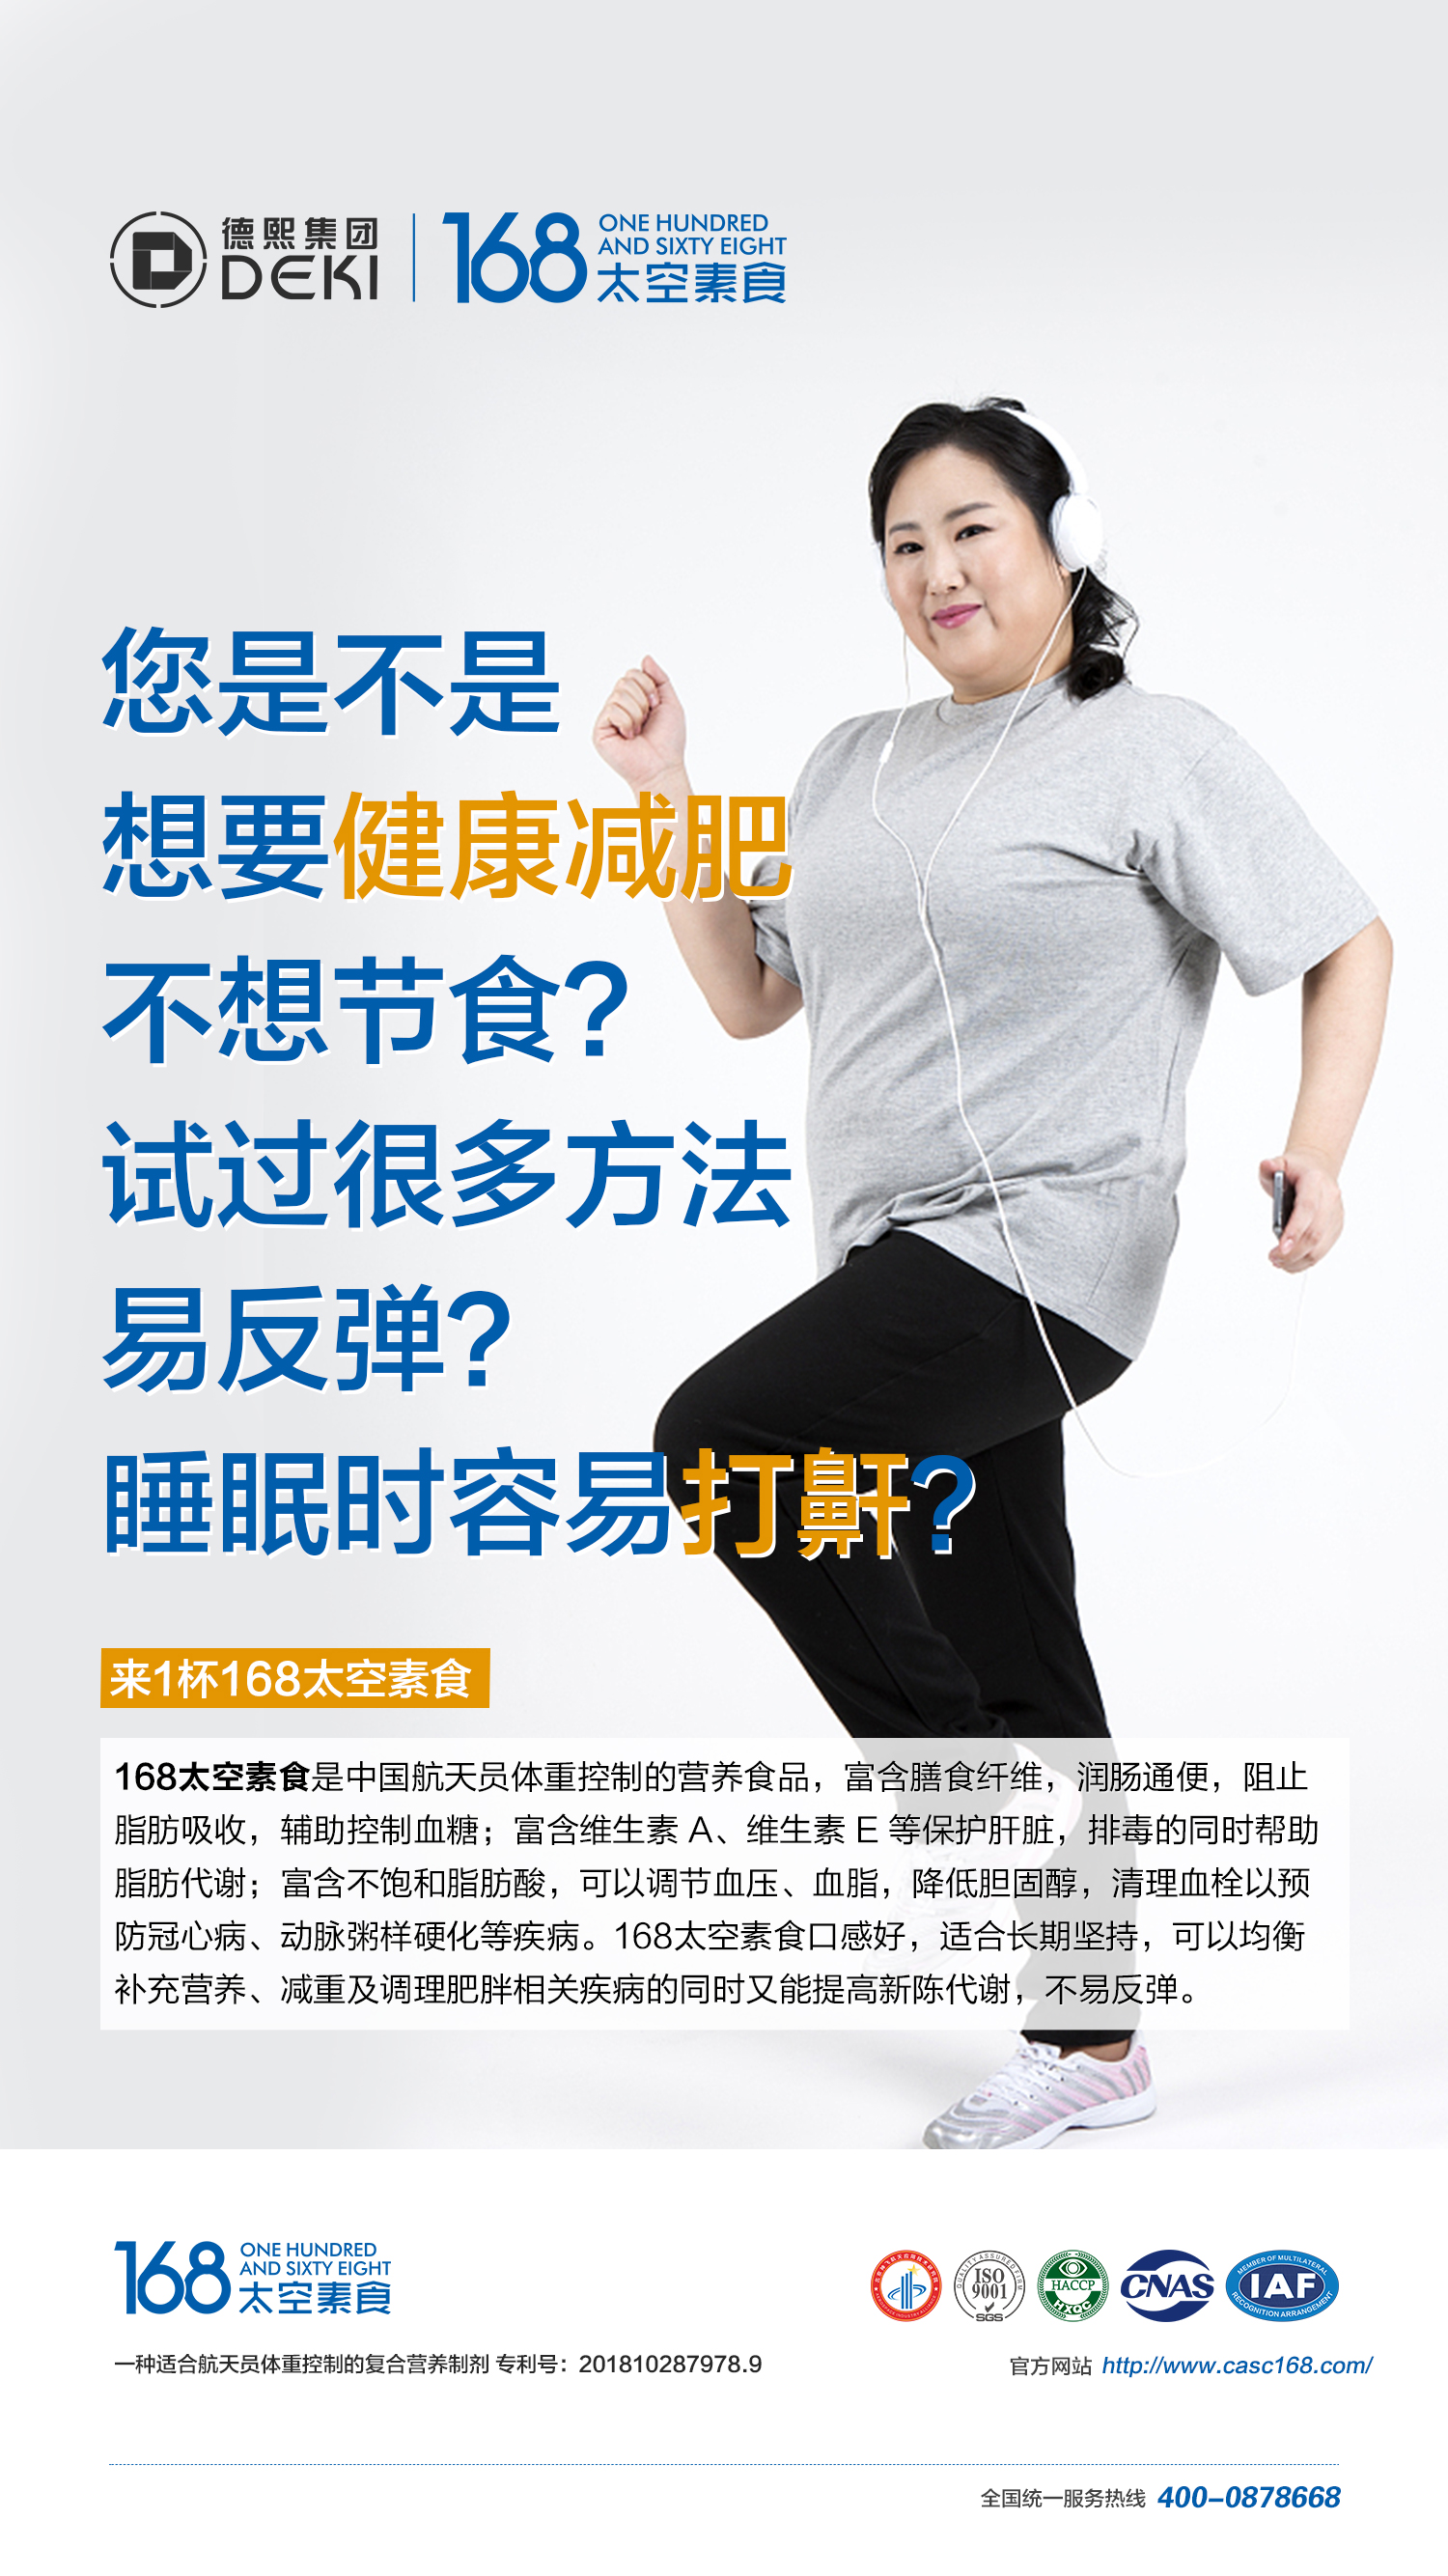 德熙集团
DEKI
168
ONE HUNDRED
AND SIXTY EIGHT
太空素食
您是不是
想要健康减肥
不想节食?
试过很多方法
易反弹?
睡眠时容易打鼾?
来1杯168太空素食
168太空素食是中国航天员体重控制的营养食品，富含膳食纤维，润肠通便，阻止
脂肪吸收，辅助控制血糖；富含维生素 A、维生素 E 等保护肝脏，排毒的同时帮助
脂肪代谢；富含不饱和脂肪酸，可以调节血压、血脂，降低胆固醇，清理血栓以预
防冠心病、动脉粥样硬化等疾病。168太空素食口感好，适合长期坚持，可以均衡
补充营养、减重及调理肥胖相关疾病的同时又能提高新陈代谢，不易反弹。
168
ONE HUNDRED
AND SIXTY EIGHT
太空素食
QUALITY ASSURED FIRM
ISO
9001
SGS
HACCP
HXQC
CNAS
MEMBER OF MULTILATERAL
IAF
RECOGNITION ARRANGEMENT
一种适合航天员体重控制的复合营养制剂 专利号：201810287978.9
官方网站 http://www.casc168.com/
全国统一服务热线 400-0878668